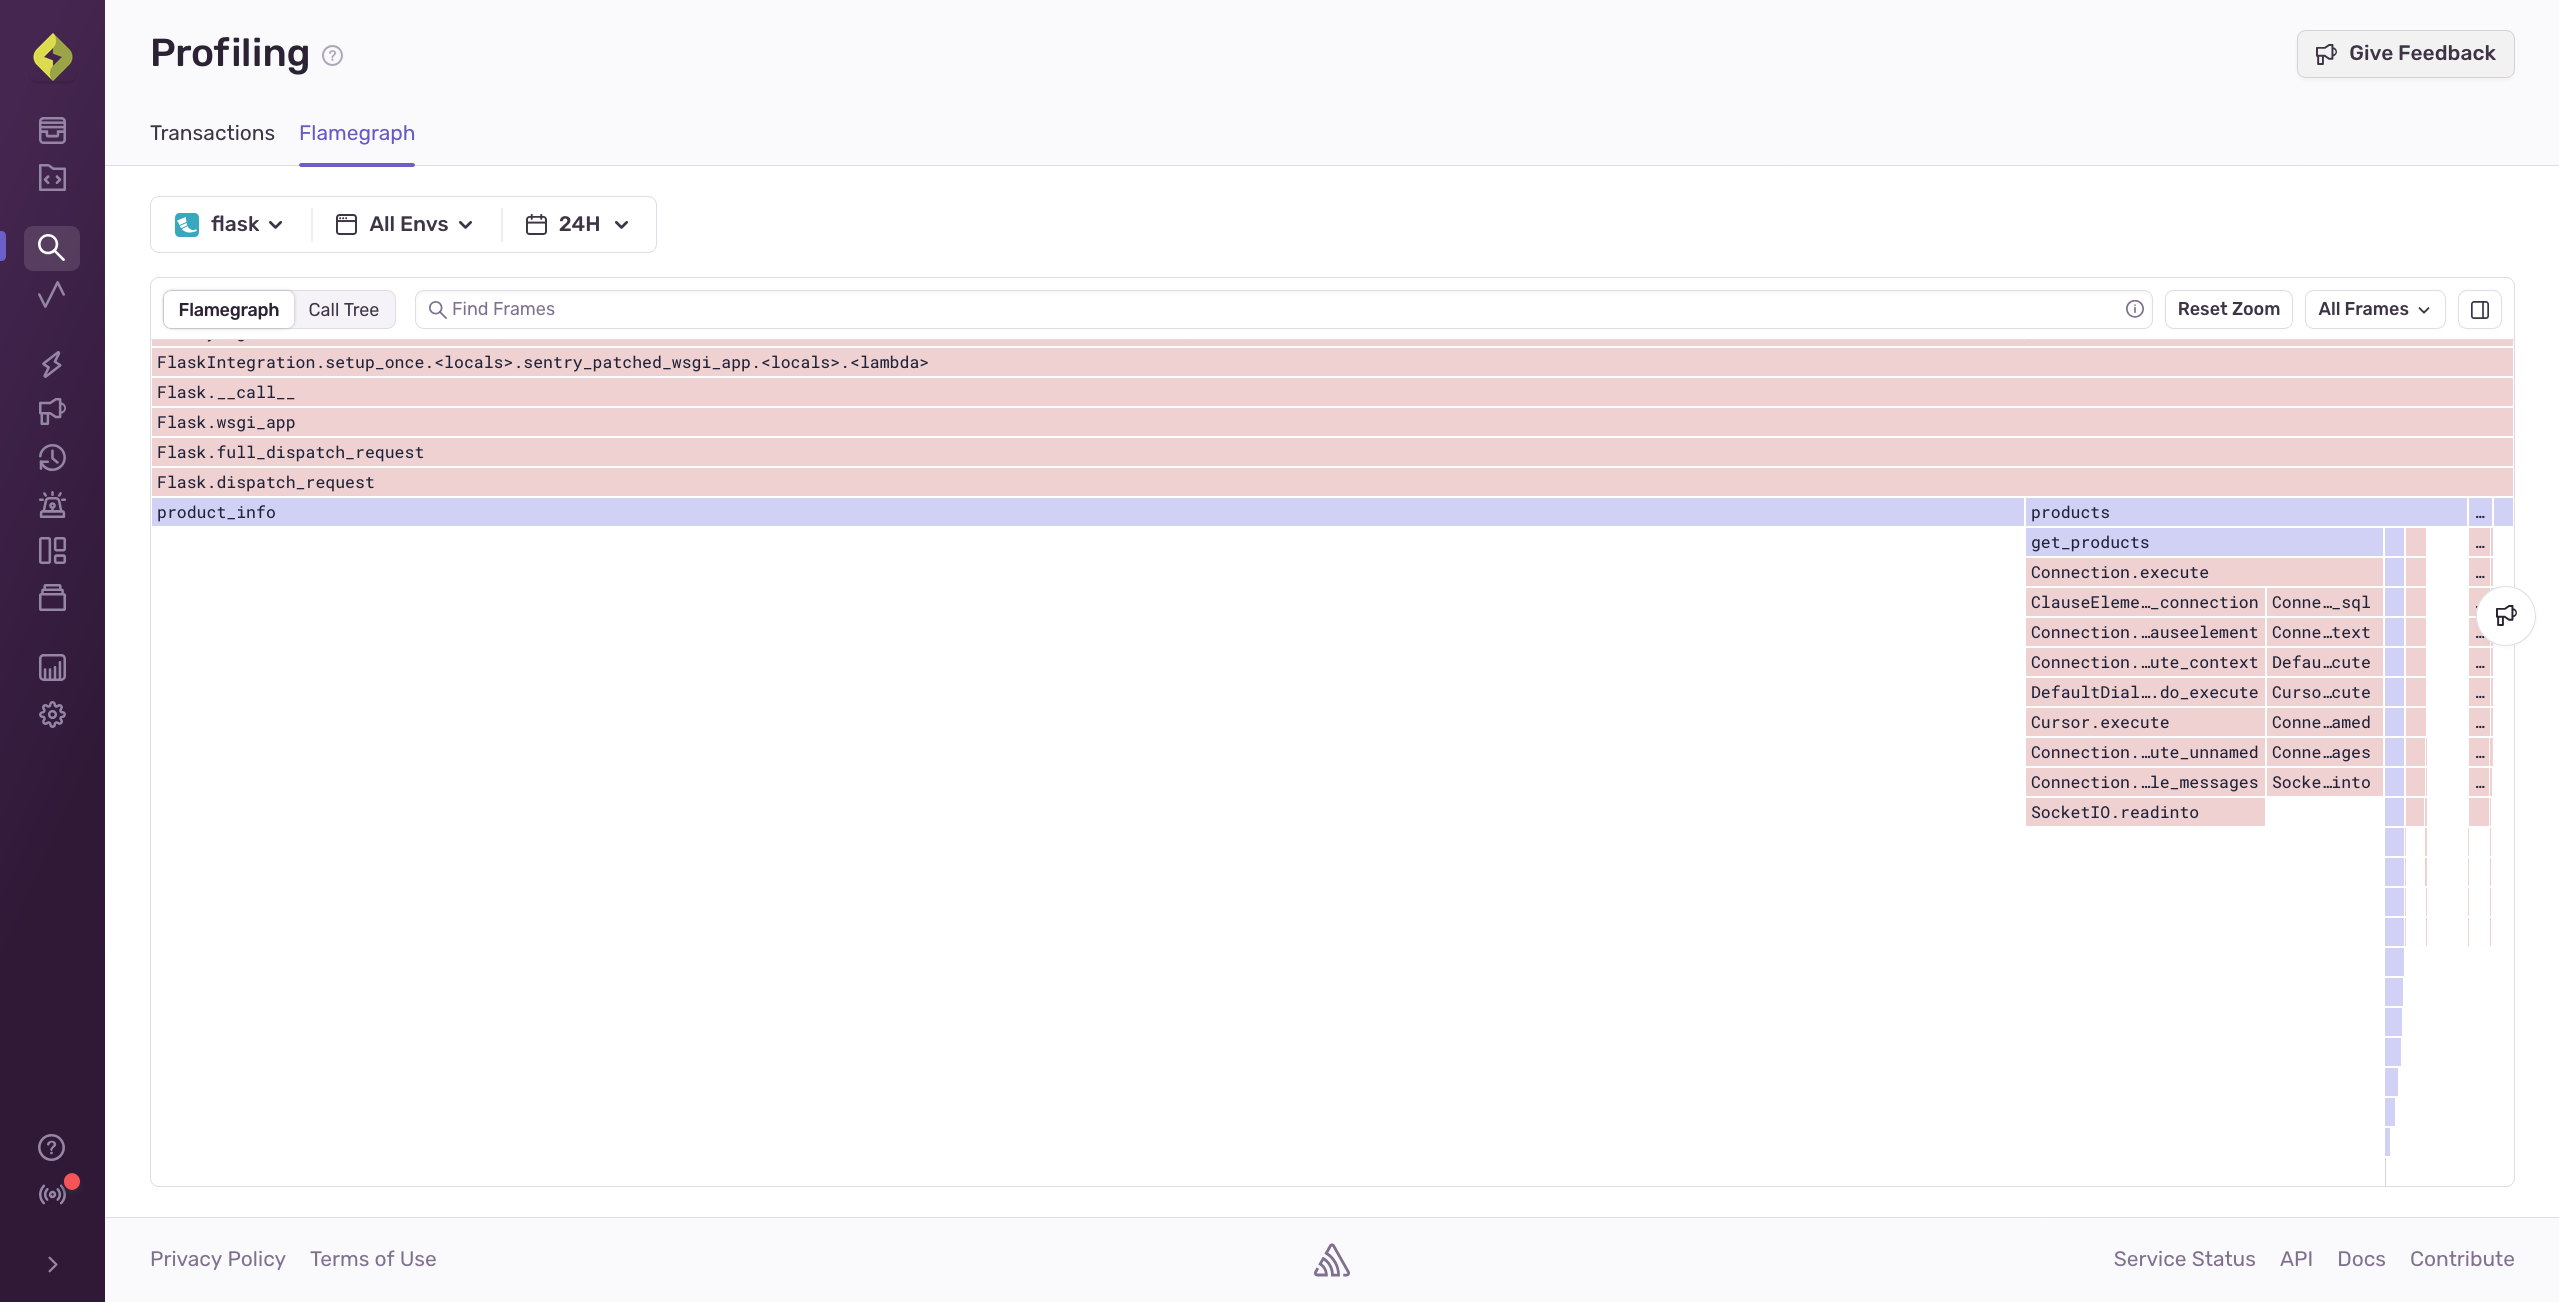 Profiling
Give Feedback
Transactions Flamegraph
flask All Envs 24H
Flamegraph Call Tree Find Frames Reset Zoom All Frames
FlaskIntegration.setup_once.<locals>.sentry_patched_wsgi_app.<locals>.<lambda>
Flask.__call__
Flask.wsgi_app
Flask.full_dispatch_request
Flask.dispatch_request
product_info products …
get_products …
Connection.execute …
ClauseEleme…_connection Conne…_sql
Connection.…auseelement Conne…text …
Connection.…ute_context Defau…cute …
DefaultDial….do_execute Curso…cute …
Cursor.execute Conne…amed …
Connection.…ute_unnamed Conne…ages …
Connection.…le_messages Socke…into …
SocketIO.readinto
Privacy Policy Terms of Use Service Status API Docs Contribute